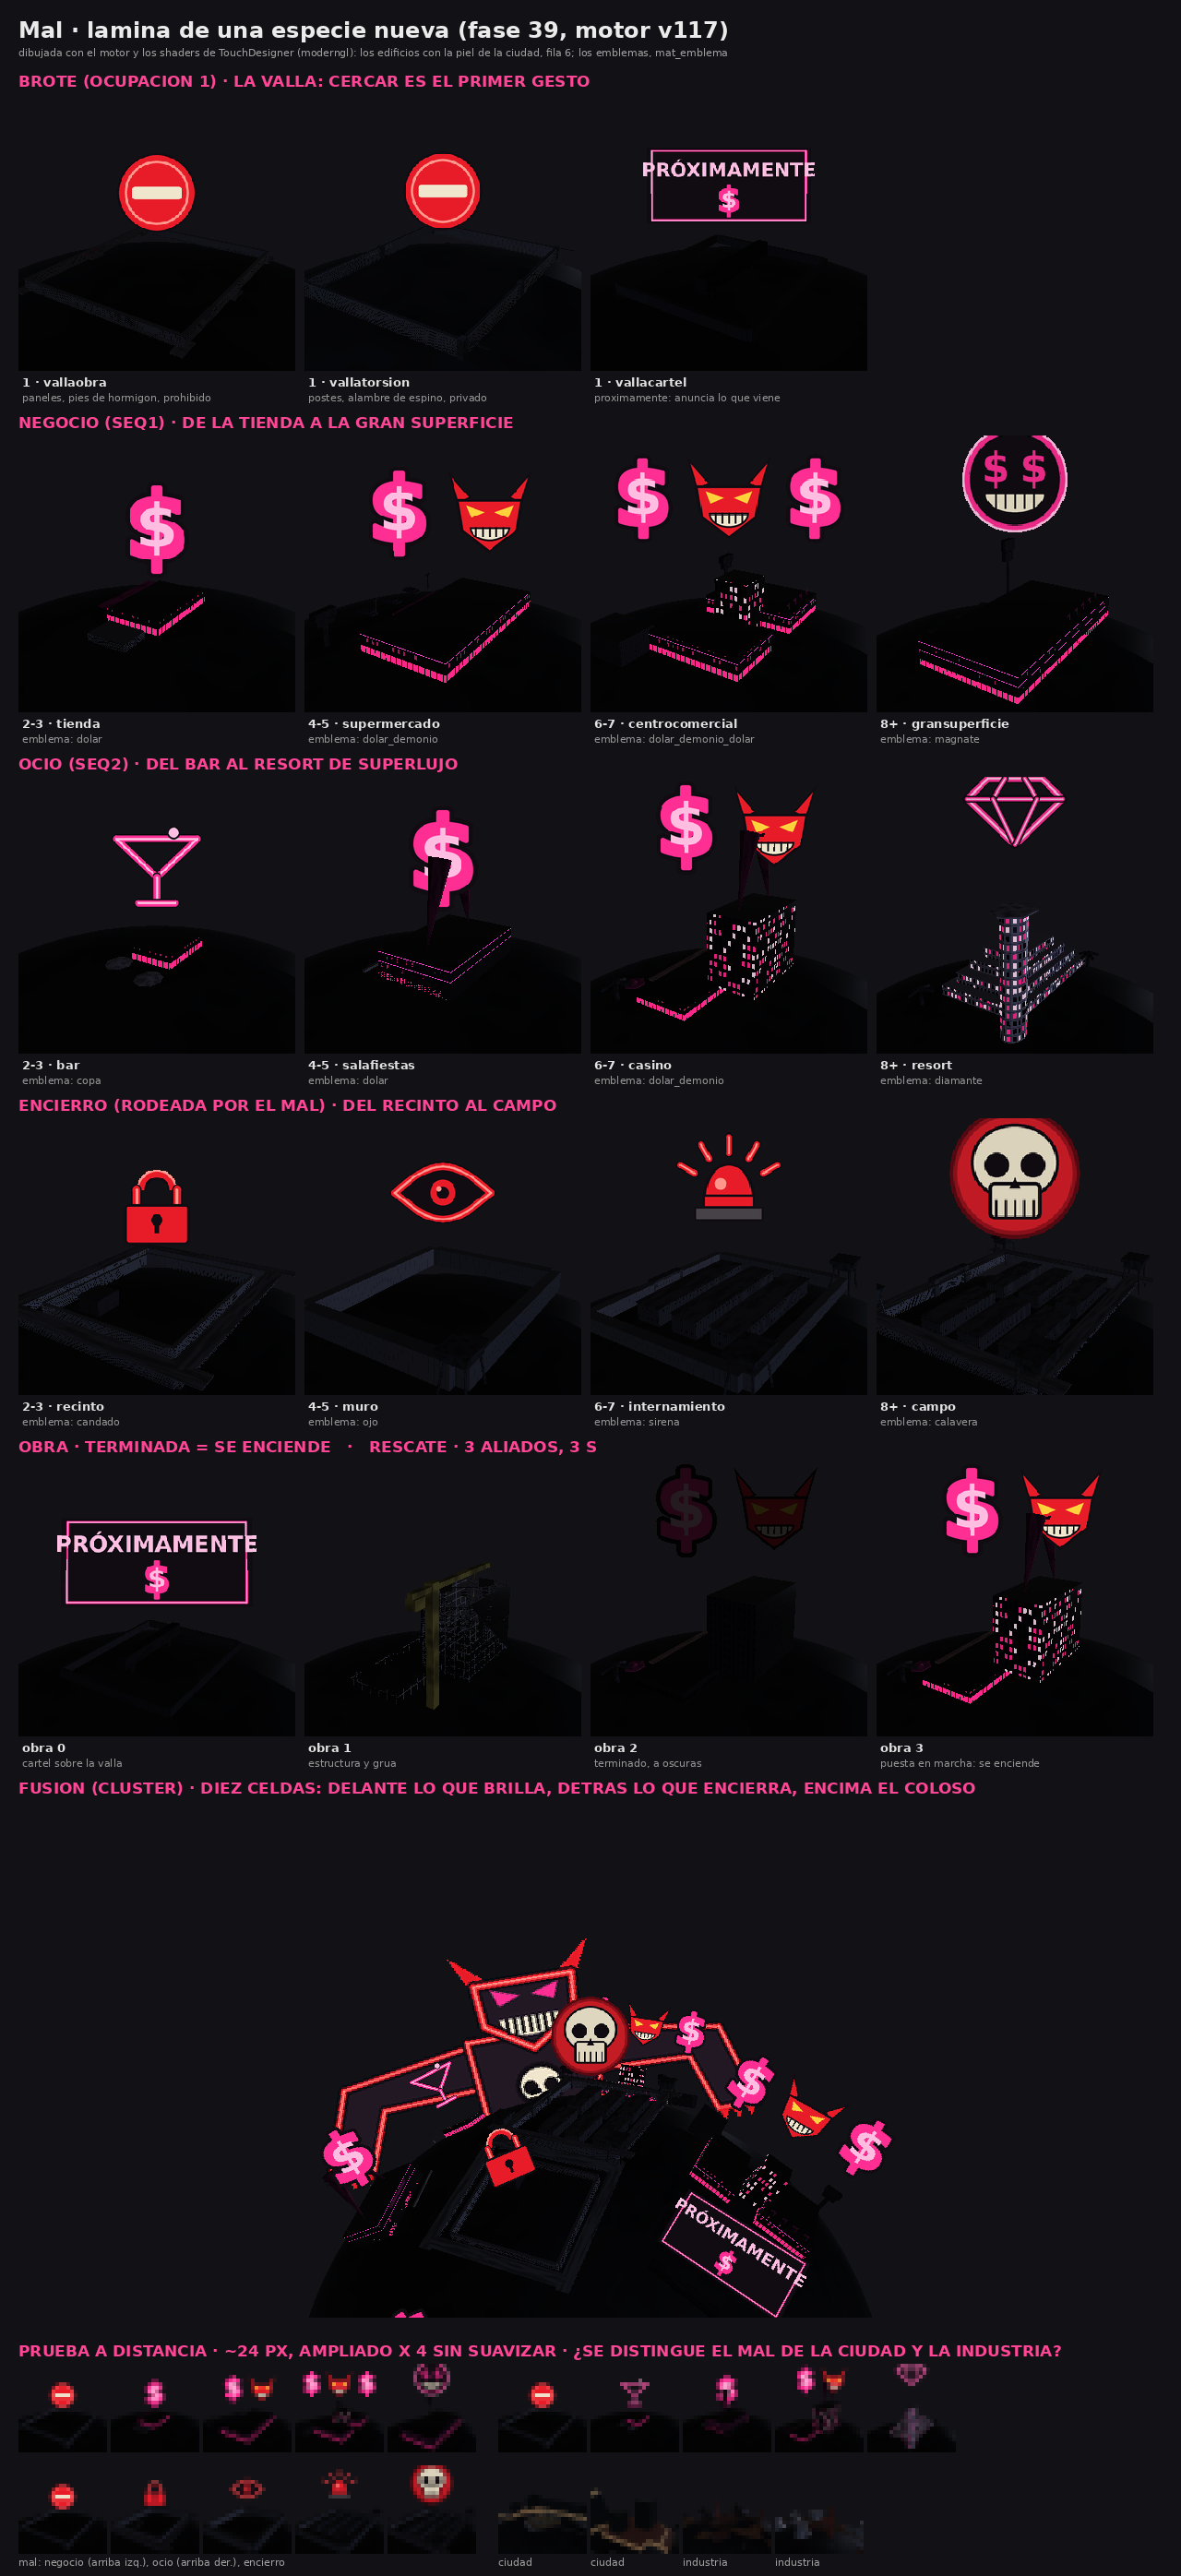 Mal · lamina de una especie nueva (fase 39, motor v117)
dibujada con el motor y los shaders de TouchDesigner (moderngl): los edificios con la piel de la ciudad, fila 6; los emblemas, mat_emblema
BROTE (OCUPACION 1) · LA VALLA: CERCAR ES EL PRIMER GESTO
PRÓXIMAMENTE
$
1 · vallaobra
paneles, pies de hormigon, prohibido
1 · vallatorsion
postes, alambre de espino, privado
1 · vallacartel
proximamente: anuncia lo que viene
NEGOCIO (SEQ1) · DE LA TIENDA A LA GRAN SUPERFICIE
$
$
$ $
$ $
2-3 · tienda
emblema: dolar
4-5 · supermercado
emblema: dolar_demonio
6-7 · centrocomercial
emblema: dolar_demonio_dolar
8+ · gransuperficie
emblema: magnate
OCIO (SEQ2) · DEL BAR AL RESORT DE SUPERLUJO
$
$
2-3 · bar
emblema: copa
4-5 · salafiestas
emblema: dolar
6-7 · casino
emblema: dolar_demonio
8+ · resort
emblema: diamante
ENCIERRO (RODEADA POR EL MAL) · DEL RECINTO AL CAMPO
2-3 · recinto
emblema: candado
4-5 · muro
emblema: ojo
6-7 · internamiento
emblema: sirena
8+ · campo
emblema: calavera
OBRA · TERMINADA = SE ENCIENDE · RESCATE · 3 ALIADOS, 3 S
PRÓXIMAMENTE
$
$
$
obra 0
cartel sobre la valla
obra 1
estructura y grua
obra 2
terminado, a oscuras
obra 3
puesta en marcha: se enciende
FUSION (CLUSTER) · DIEZ CELDAS: DELANTE LO QUE BRILLA, DETRAS LO QUE ENCIERRA, ENCIMA EL COLOSO
$
$
$
$
PRÓXIMAMENTE
$
PRUEBA A DISTANCIA · ~24 PX, AMPLIADO X 4 SIN SUAVIZAR · ¿SE DISTINGUE EL MAL DE LA CIUDAD Y LA INDUSTRIA?
mal: negocio (arriba izq.), ocio (arriba der.), encierro
ciudad
ciudad
industria
industria